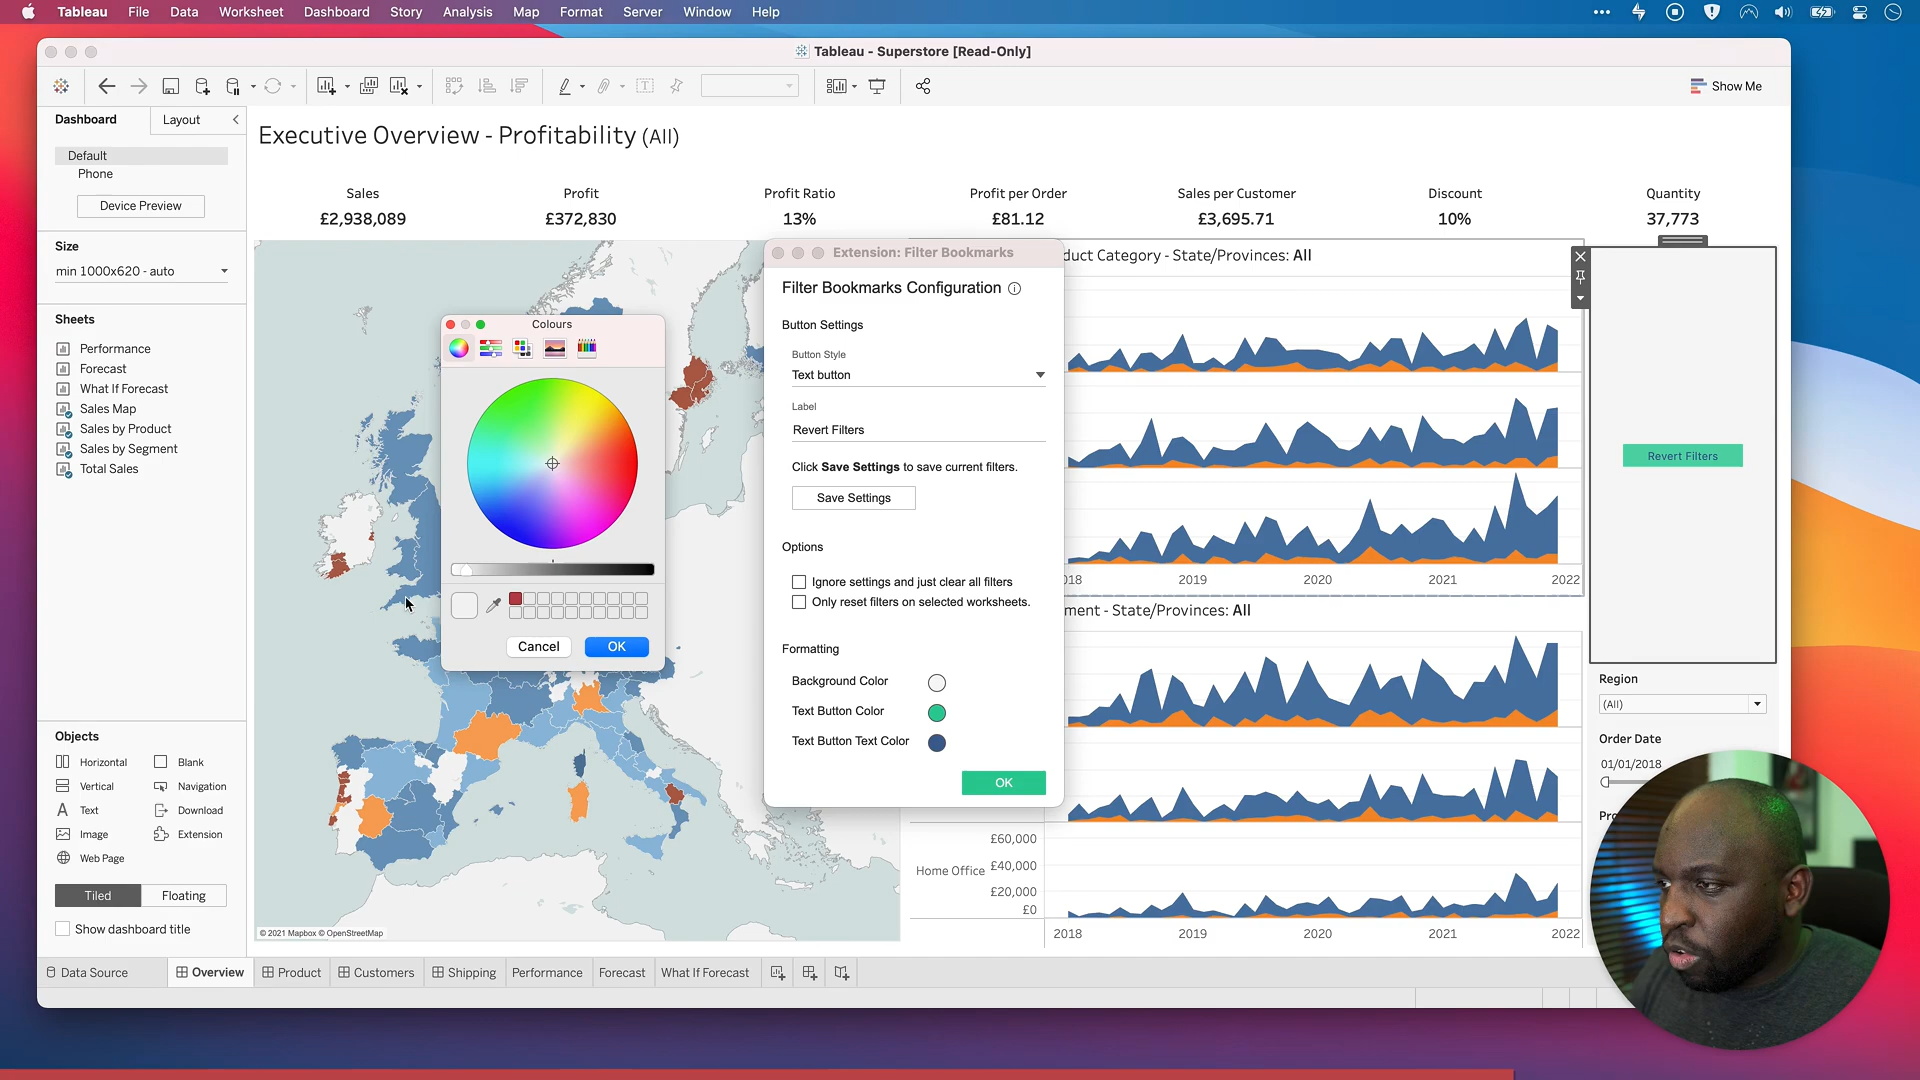 Tableau File Data Worksheet Dashboard Story Analysis Map Format Server Window Help
Tableau - Superstore [Read-Only]
Show Me
Dashboard
Layout
Default
Phone
Device Preview
Size
min 1000x620 - auto
Sheets
Performance
Forecast
What If Forecast
Sales Map
Sales by Product
Sales by Segment
Total Sales
Objects
Horizontal
Blank
Vertical
Navigation
Text
Download
Image
Extension
Web Page
Tiled
Floating
Show dashboard title
Executive Overview - Profitability (All)
Sales
£2,938,089
Profit
£372,830
Profit Ratio
13%
Profit per Order
£81.12
Sales per Customer
£3,695.71
Discount
10%
Quantity
37,773
Colours
Cancel
OK
Extension: Filter Bookmarks
Filter Bookmarks Configuration
Button Settings
Button Style
Text button
Label
Revert Filters
Click Save Settings to save current filters.
Save Settings
Options
Ignore settings and just clear all filters
Only reset filters on selected worksheets.
Formatting
Background Color
Text Button Color
Text Button Text Color
OK
duct Category - State/Provinces: All
018 2019 2020 2021 2022
ment - State/Provinces: All
Home Office
£60,000
£40,000
£20,000
£0
2018 2019 2020 2021 2022
Revert Filters
Region
(All)
Order Date
01/01/2018
© 2021 Mapbox © OpenStreetMap
Data Source
Overview
Product
Customers
Shipping
Performance
Forecast
What If Forecast